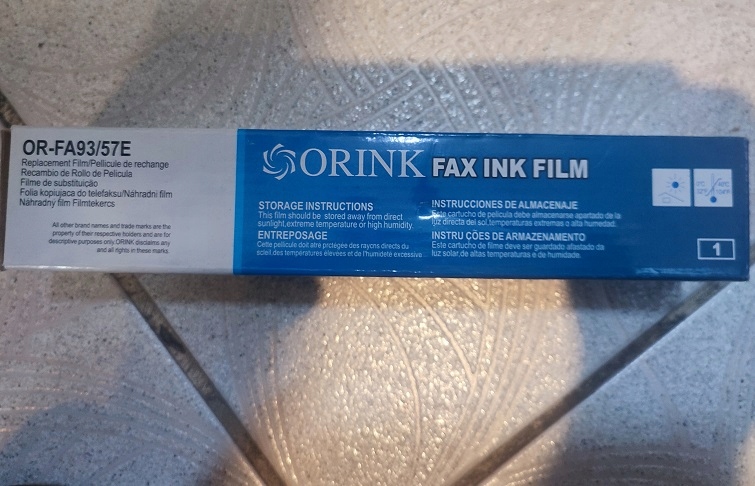 OR-FA93/57E
Replacement Film/Pellicule de rechange
Recambio de Rollo de Pelicula
Filme de substituição
Folia kopiujaca do telefaksu/Náhradni film
Náhradný film Filmtekercs
All other brand names and trade marks are the
property of their respective holders and are for
descriptive purposes only.ORINK disclaims any
and all rights in these marks.
ORINK FAX INK FILM
STORAGE INSTRUCTIONS
This film should be stored away from direct
sunlight,extreme temperature or high humidity.
ENTREPOSAGE
Cette pellicule doit atre protegee des rayons directs du
soleil,des temperatures elevees et de l'humidete excessive.
INSTRUCCIONES DE ALMACENAJE
Este cartucho de pelicula debe almacenarse apartado de la
luz directa del sol,temperaturas extremas o alta humedad.
INSTRU ÇÕES DE ARMAZENAMENTO
Este cartucho de filme deve ser guardado afastado da
luz solar,de altas temperaturas e de humidade.
1